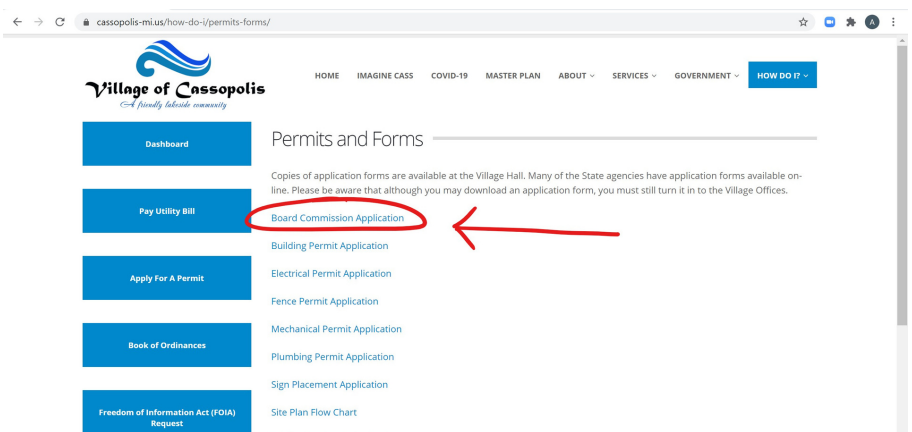 cassopolis-mi.us/how-do-i/permits-forms/
A
Village of Cassopolis
A friendly lakeside community
HOME IMAGINE CASS COVID-19 MASTER PLAN ABOUT SERVICES GOVERNMENT HOW DO I?
Dashboard
Pay Utility Bill
Apply For A Permit
Book of Ordinances
Freedom of Information Act (FOIA)
Request
Permits and Forms
Copies of application forms are available at the Village Hall. Many of the State agencies have application forms available on-
line. Please be aware that although you may download an application form, you must still turn it in to the Village Offices.
Board Commission Application
Building Permit Application
Electrical Permit Application
Fence Permit Application
Mechanical Permit Application
Plumbing Permit Application
Sign Placement Application
Site Plan Flow Chart